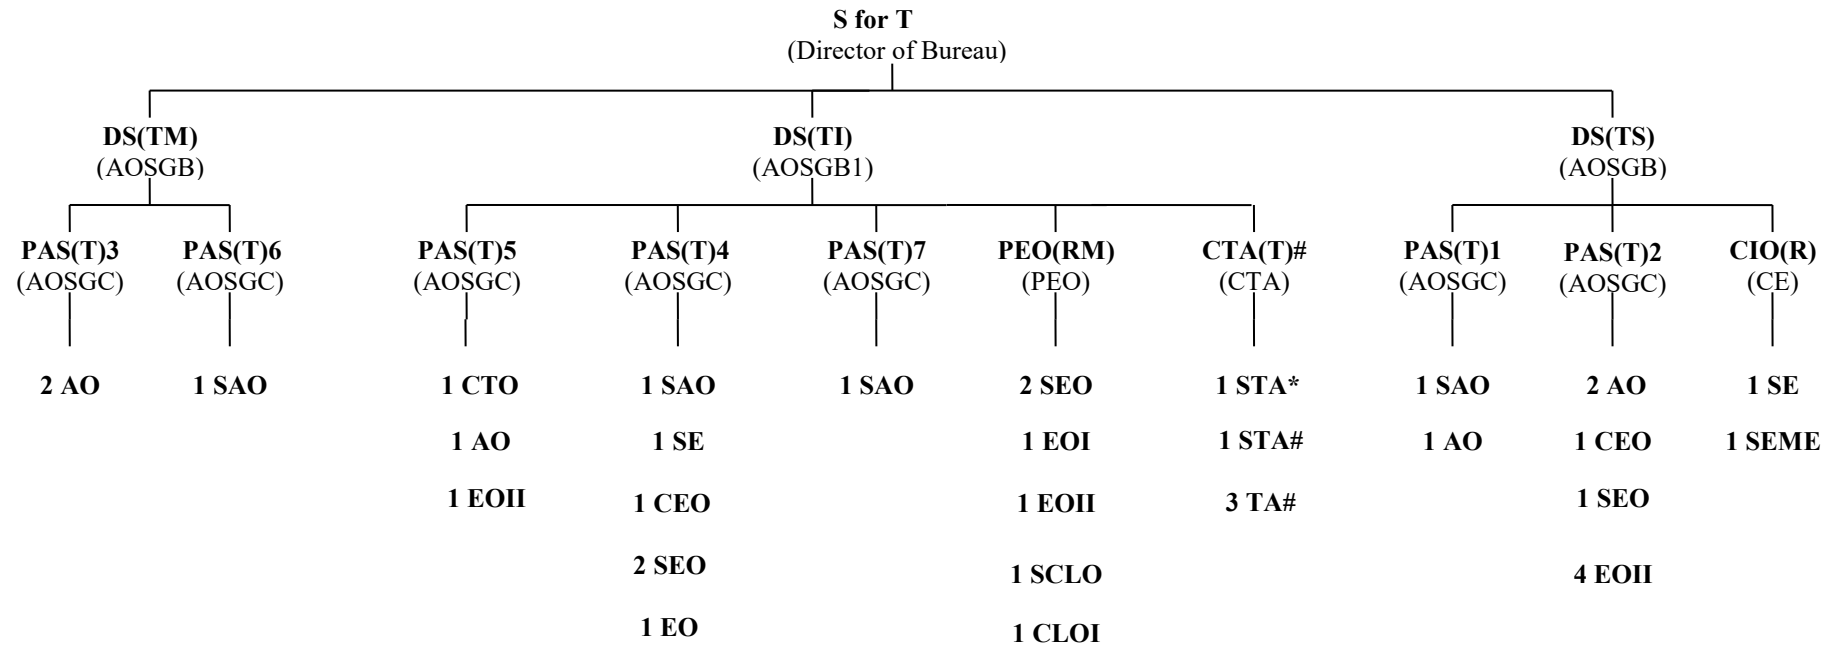 S for T
(Director of Bureau)
DS(TM)
(AOSGB)
DS(TI)
(AOSGB1)
DS(TS)
(AOSGB)
PAS(T)3
(AOSGC)
PAS(T)6
(AOSGC)
PAS(T)5
(AOSGC)
PAS(T)4
(AOSGC)
PAS(T)7
(AOSGC)
PEO(RM)
(PEO)
CTA(T)#
(CTA)
PAS(T)1
(AOSGC)
PAS(T)2
(AOSGC)
CIO(R)
(CE)
2 AO
1 SAO
1 CTO
1 AO
1 EOII
1 SAO
1 SE
1 CEO
2 SEO
1 EO
1 SAO
2 SEO
1 EOI
1 EOII
1 SCLO
1 CLOI
1 STA*
1 STA#
3 TA#
1 SAO
1 AO
2 AO
1 CEO
1 SEO
4 EOII
1 SE
1 SEME